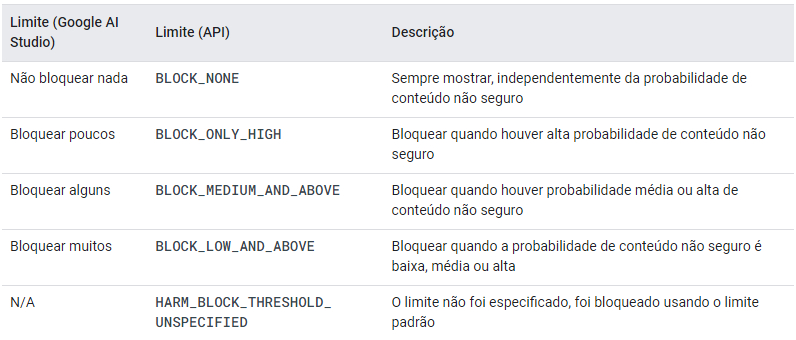 Limite (Google AI Studio) Limite (API) Descrição
Não bloquear nada BLOCK_NONE Sempre mostrar, independentemente da probabilidade de
conteúdo não seguro
Bloquear poucos BLOCK_ONLY_HIGH Bloquear quando houver alta probabilidade de conteúdo não
seguro
Bloquear alguns BLOCK_MEDIUM_AND_ABOVE Bloquear quando houver probabilidade média ou alta de
conteúdo não seguro
Bloquear muitos BLOCK_LOW_AND_ABOVE Bloquear quando a probabilidade de conteúdo não seguro é
baixa, média ou alta
N/A HARM_BLOCK_THRESHOLD_ O limite não foi especificado, foi bloqueado usando o limite
UNSPECIFIED padrão